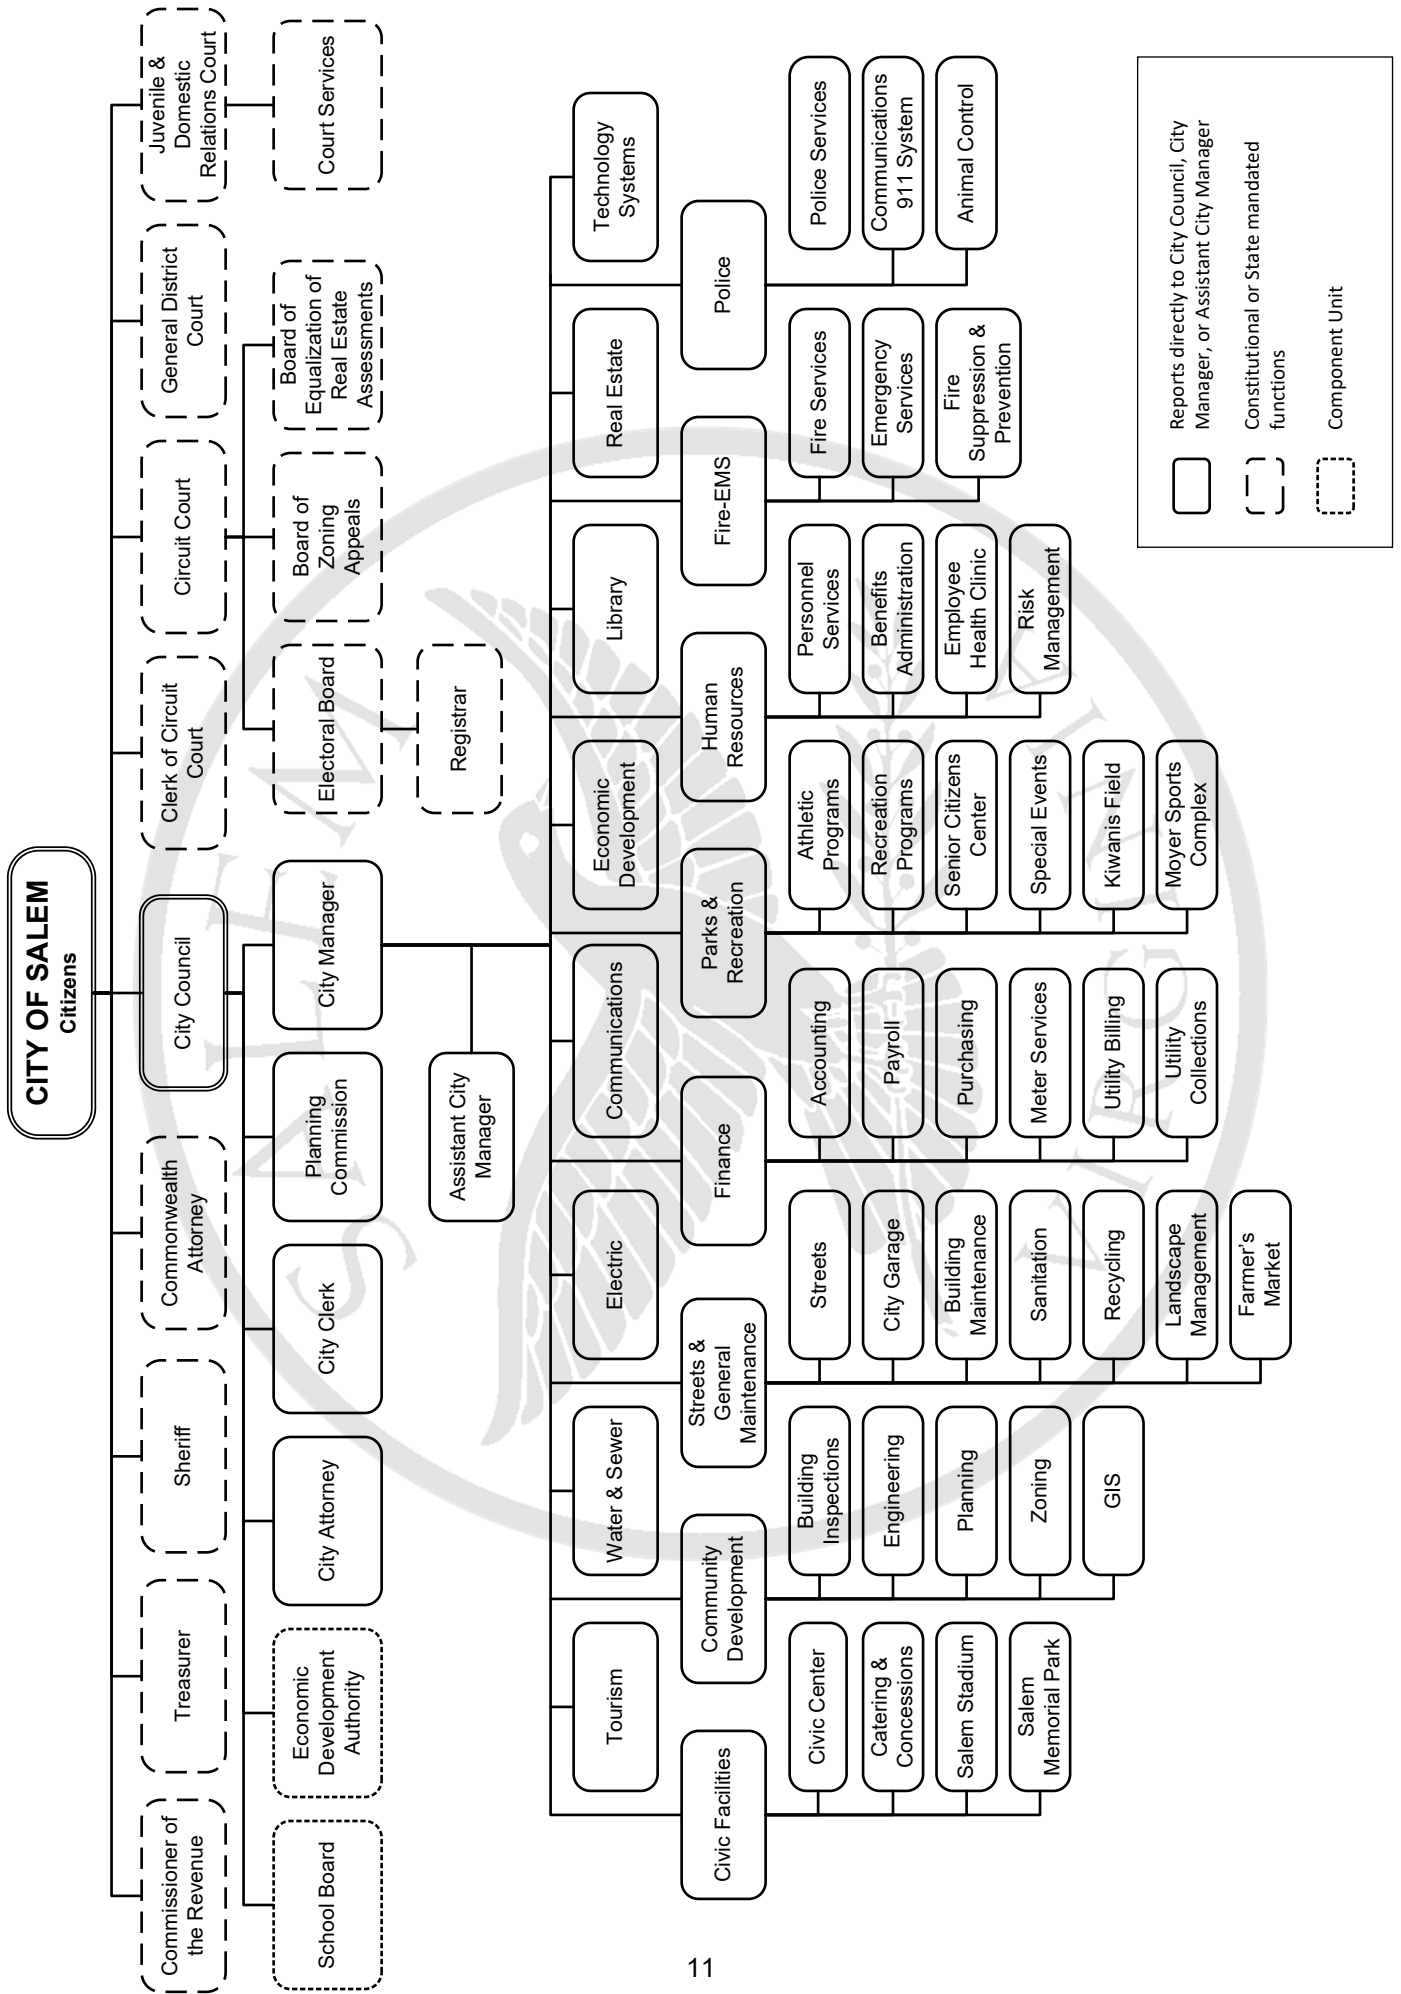 CITY OF SALEM
Citizens
Commissioner of
the Revenue
Treasurer
Sheriff
Commonwealth
Attorney
City Council
Clerk of Circuit
Court
Circuit Court
General District
Court
Juvenile &
Domestic
Relations Court
School Board
Economic
Development
Authority
City Attorney
City Clerk
Planning
Commission
City Manager
Electoral Board
Board of
Zoning
Appeals
Board of
Equalization of
Real Estate
Assessments
Court Services
Assistant City
Manager
Registrar
Tourism
Water & Sewer
Electric
Communications
Economic
Development
Library
Real Estate
Technology
Systems
Civic Facilities
Community
Development
Streets &
General
Maintenance
Finance
Parks &
Recreation
Human
Resources
Fire-EMS
Police
Civic Center
Catering &
Concessions
Salem Stadium
Salem
Memorial Park
Building
Inspections
Engineering
Planning
Zoning
GIS
Streets
City Garage
Building
Maintenance
Sanitation
Recycling
Landscape
Management
Farmer's
Market
Accounting
Payroll
Purchasing
Meter Services
Utility Billing
Utility
Collections
Athletic
Programs
Recreation
Programs
Senior Citizens
Center
Special Events
Kiwanis Field
Moyer Sports
Complex
Personnel
Services
Benefits
Administration
Employee
Health Clinic
Risk
Management
Fire Services
Emergency
Services
Fire
Suppression &
Prevention
Police Services
Communications
911 System
Animal Control
Reports directly to City Council, City
Manager, or Assistant City Manager
Constitutional or State mandated
functions
Component Unit
SALEM
VIRGINIA
11